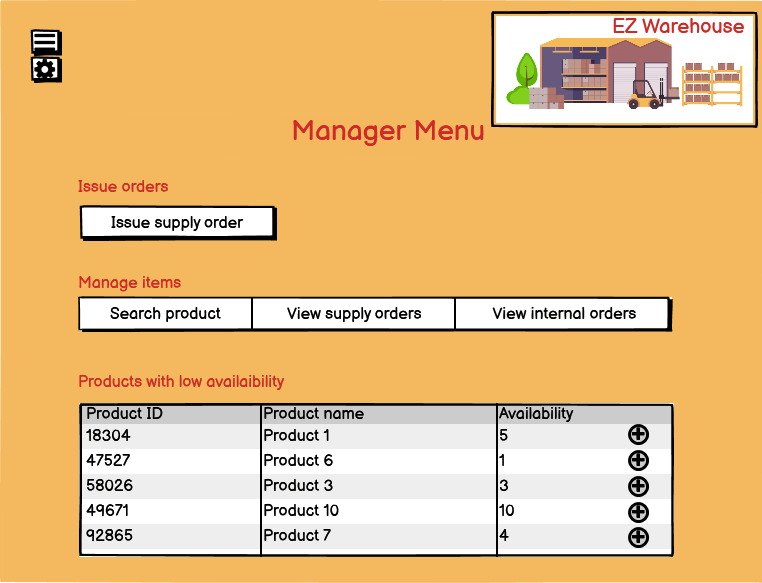 EZ Warehouse
Manager Menu
Issue orders
Issue supply order
Manage items
Search product View supply orders View internal orders
Products with low availaibility
Product ID Product name Availability
18304 Product 1 5
47527 Product 6 1
58026 Product 3 3
49671 Product 10 10
92865 Product 7 4